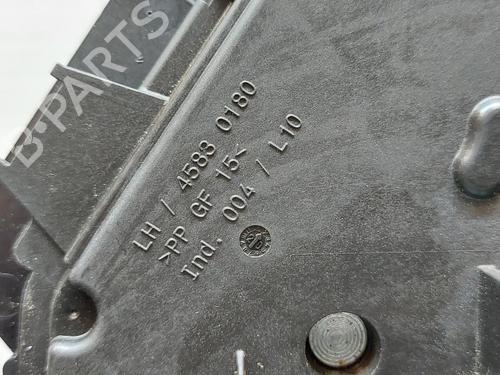 B-PARTS
LH / 4583 0180
>PP GF 15<
Ind. 004 / L10